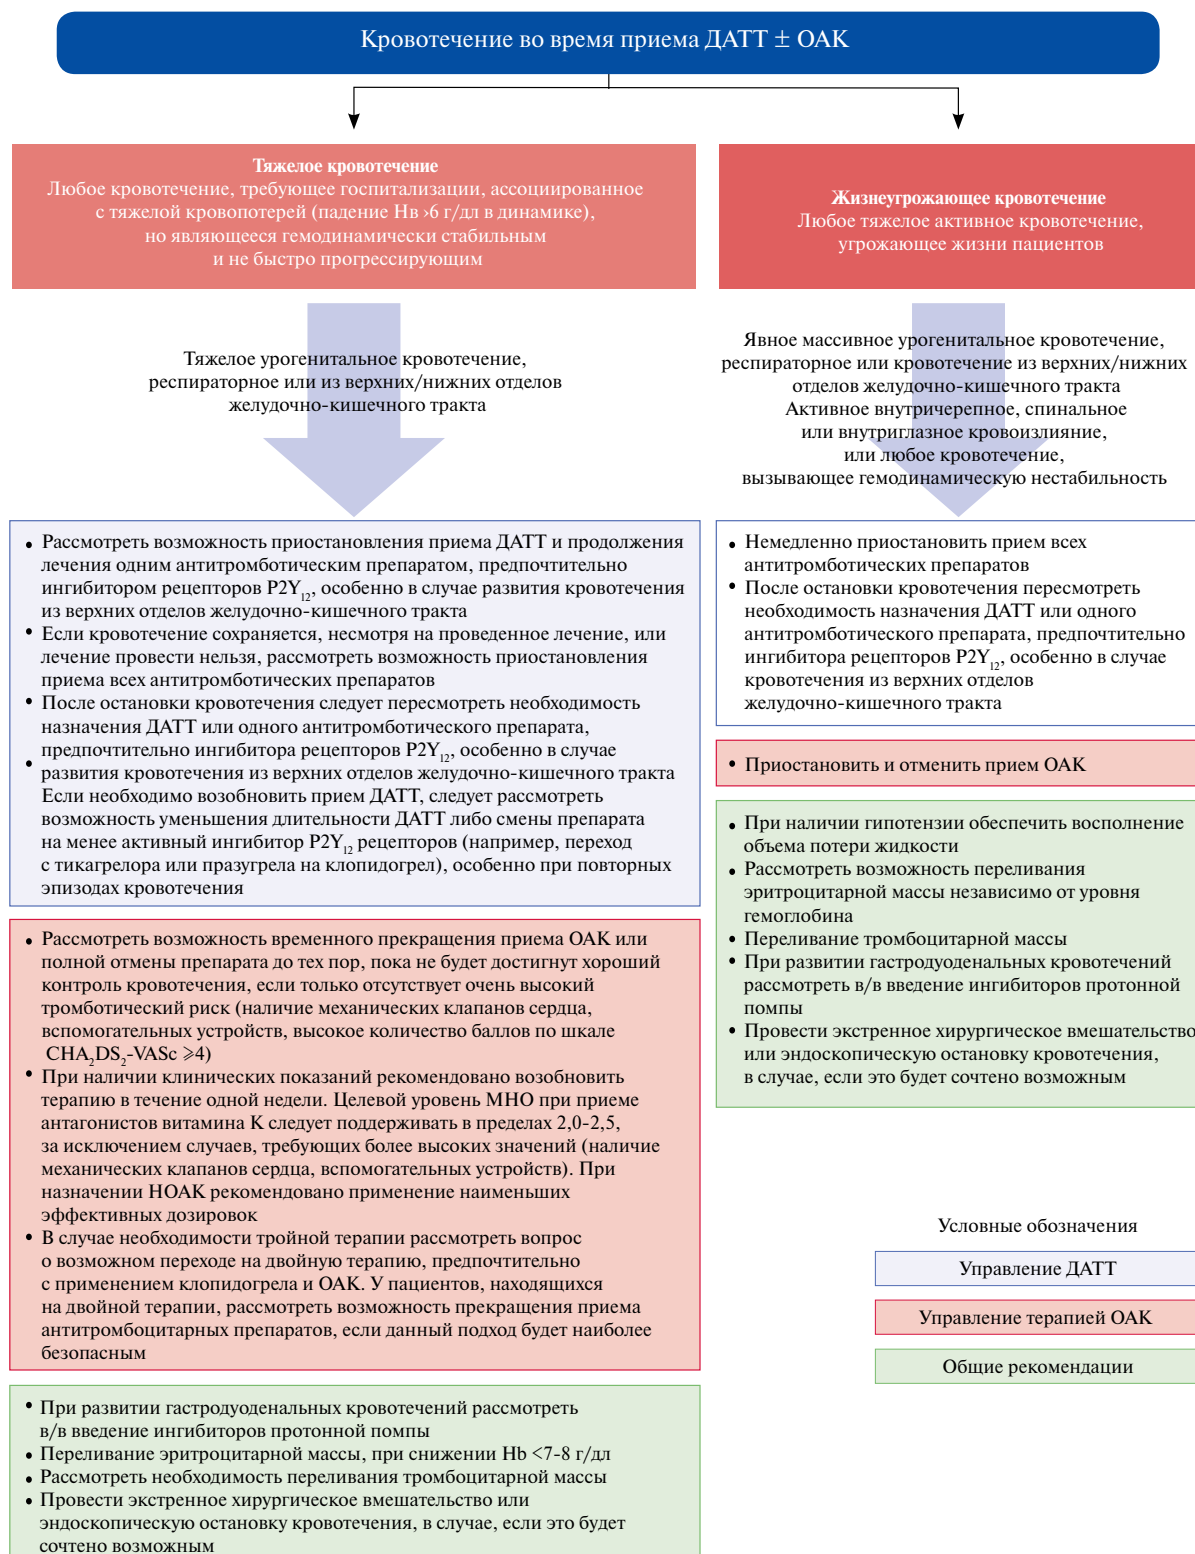 Кровотечение во время приема ДАТТ ± ОАК
Тяжелое кровотечение
Любое кровотечение, требующее госпитализации, ассоциированное
с тяжелой кровопотерей (падение Нв >6 г/дл в динамике),
но являющееся гемодинамически стабильным
и не быстро прогрессирующим
Тяжелое урогенитальное кровотечение,
респираторное или из верхних/нижних отделов
желудочно-кишечного тракта
• Рассмотреть возможность приостановления приема ДАТТ и продолжения
лечения одним антитромботическим препаратом, предпочтительно
ингибитором рецепторов P2Y₁₂, особенно в случае развития кровотечения
из верхних отделов желудочно-кишечного тракта
• Если кровотечение сохраняется, несмотря на проведенное лечение, или
лечение провести нельзя, рассмотреть возможность приостановления
приема всех антитромботических препаратов
• После остановки кровотечения следует пересмотреть необходимость
назначения ДАТТ или одного антитромботического препарата,
предпочтительно ингибитора рецепторов P2Y₁₂, особенно в случае
• развития кровотечения из верхних отделов желудочно-кишечного тракта
Если необходимо возобновить прием ДАТТ, следует рассмотреть
возможность уменьшения длительности ДАТТ либо смены препарата
на менее активный ингибитор P2Y₁₂ рецепторов (например, переход
с тикагрелора или празугрела на клопидогрел), особенно при повторных
эпизодах кровотечения
• Рассмотреть возможность временного прекращения приема ОАК или
полной отмены препарата до тех пор, пока не будет достигнут хороший
контроль кровотечения, если только отсутствует очень высокий
тромботический риск (наличие механических клапанов сердца,
вспомогательных устройств, высокое количество баллов по шкале
CHA₂DS₂-VASc ⩾4)
• При наличии клинических показаний рекомендовано возобновить
терапию в течение одной недели. Целевой уровень МНО при приеме
антагонистов витамина К следует поддерживать в пределах 2,0-2,5,
за исключением случаев, требующих более высоких значений (наличие
механических клапанов сердца, вспомогательных устройств). При
назначении НОАК рекомендовано применение наименьших
эффективных дозировок
• В случае необходимости тройной терапии рассмотреть вопрос
о возможном переходе на двойную терапию, предпочтительно
с применением клопидогрела и ОАК. У пациентов, находящихся
на двойной терапии, рассмотреть возможность прекращения приема
антитромбоцитарных препаратов, если данный подход будет наиболее
безопасным
• При развитии гастродуоденальных кровотечений рассмотреть
в/в введение ингибиторов протонной помпы
• Переливание эритроцитарной массы, при снижении Hb <7-8 г/дл
• Рассмотреть необходимость переливания тромбоцитарной массы
• Провести экстренное хирургическое вмешательство или
эндоскопическую остановку кровотечения, в случае, если это будет
сочтено возможным
Жизнеугрожающее кровотечение
Любое тяжелое активное кровотечение,
угрожающее жизни пациентов
Явное массивное урогенитальное кровотечение,
респираторное или кровотечение из верхних/нижних
отделов желудочно-кишечного тракта
Активное внутричерепное, спинальное
или внутриглазное кровоизлияние,
или любое кровотечение,
вызывающее гемодинамическую нестабильность
• Немедленно приостановить прием всех
антитромботических препаратов
• После остановки кровотечения пересмотреть
необходимость назначения ДАТТ или одного
антитромботического препарата, предпочтительно
ингибитора рецепторов P2Y₁₂, особенно в случае
кровотечения из верхних отделов
желудочно-кишечного тракта
• Приостановить и отменить прием ОАК
• При наличии гипотензии обеспечить восполнение
объема потери жидкости
• Рассмотреть возможность переливания
эритроцитарной массы независимо от уровня
гемоглобина
• Переливание тромбоцитарной массы
• При развитии гастродуоденальных кровотечений
рассмотреть в/в введение ингибиторов протонной
помпы
• Провести экстренное хирургическое вмешательство
или эндоскопическую остановку кровотечения,
в случае, если это будет сочтено возможным
Условные обозначения
Управление ДАТТ
Управление терапией ОАК
Общие рекомендации